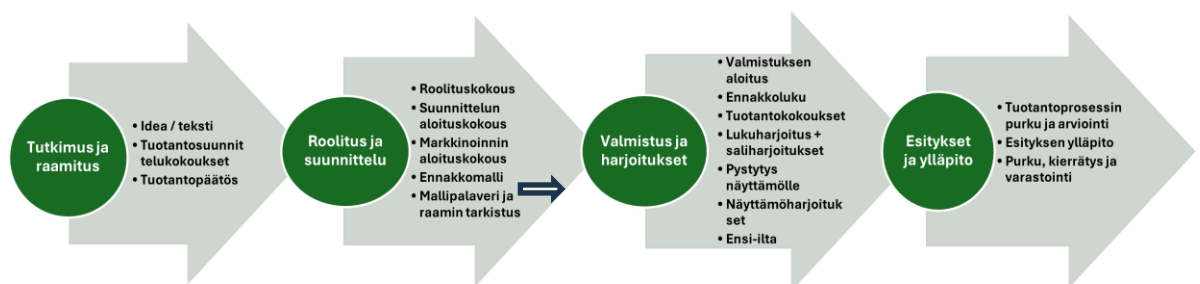 Tutkimus ja
raamitus
• Idea / teksti
• Tuotantosuunnit
telukokoukset
• Tuotantopäätös
Roolitus ja
suunnittelu
• Roolituskokous
• Suunnittelun
aloituskokous
• Markkinoinnin
aloituskokous
• Ennakkomalli
• Mallipalaveri ja
raamin tarkistus
Valmistus ja
harjoitukset
• Valmistuksen
aloitus
• Ennakkoluku
• Tuotantokokoukset
• Lukuharjoitus +
saliharjoitukset
• Pystytys
näyttämölle
• Näyttämöharjoituk
set
• Ensi-ilta
Esitykset
ja ylläpito
• Tuotantoprosessin
purku ja arviointi
• Esityksen ylläpito
• Purku, kierrätys ja
varastointi